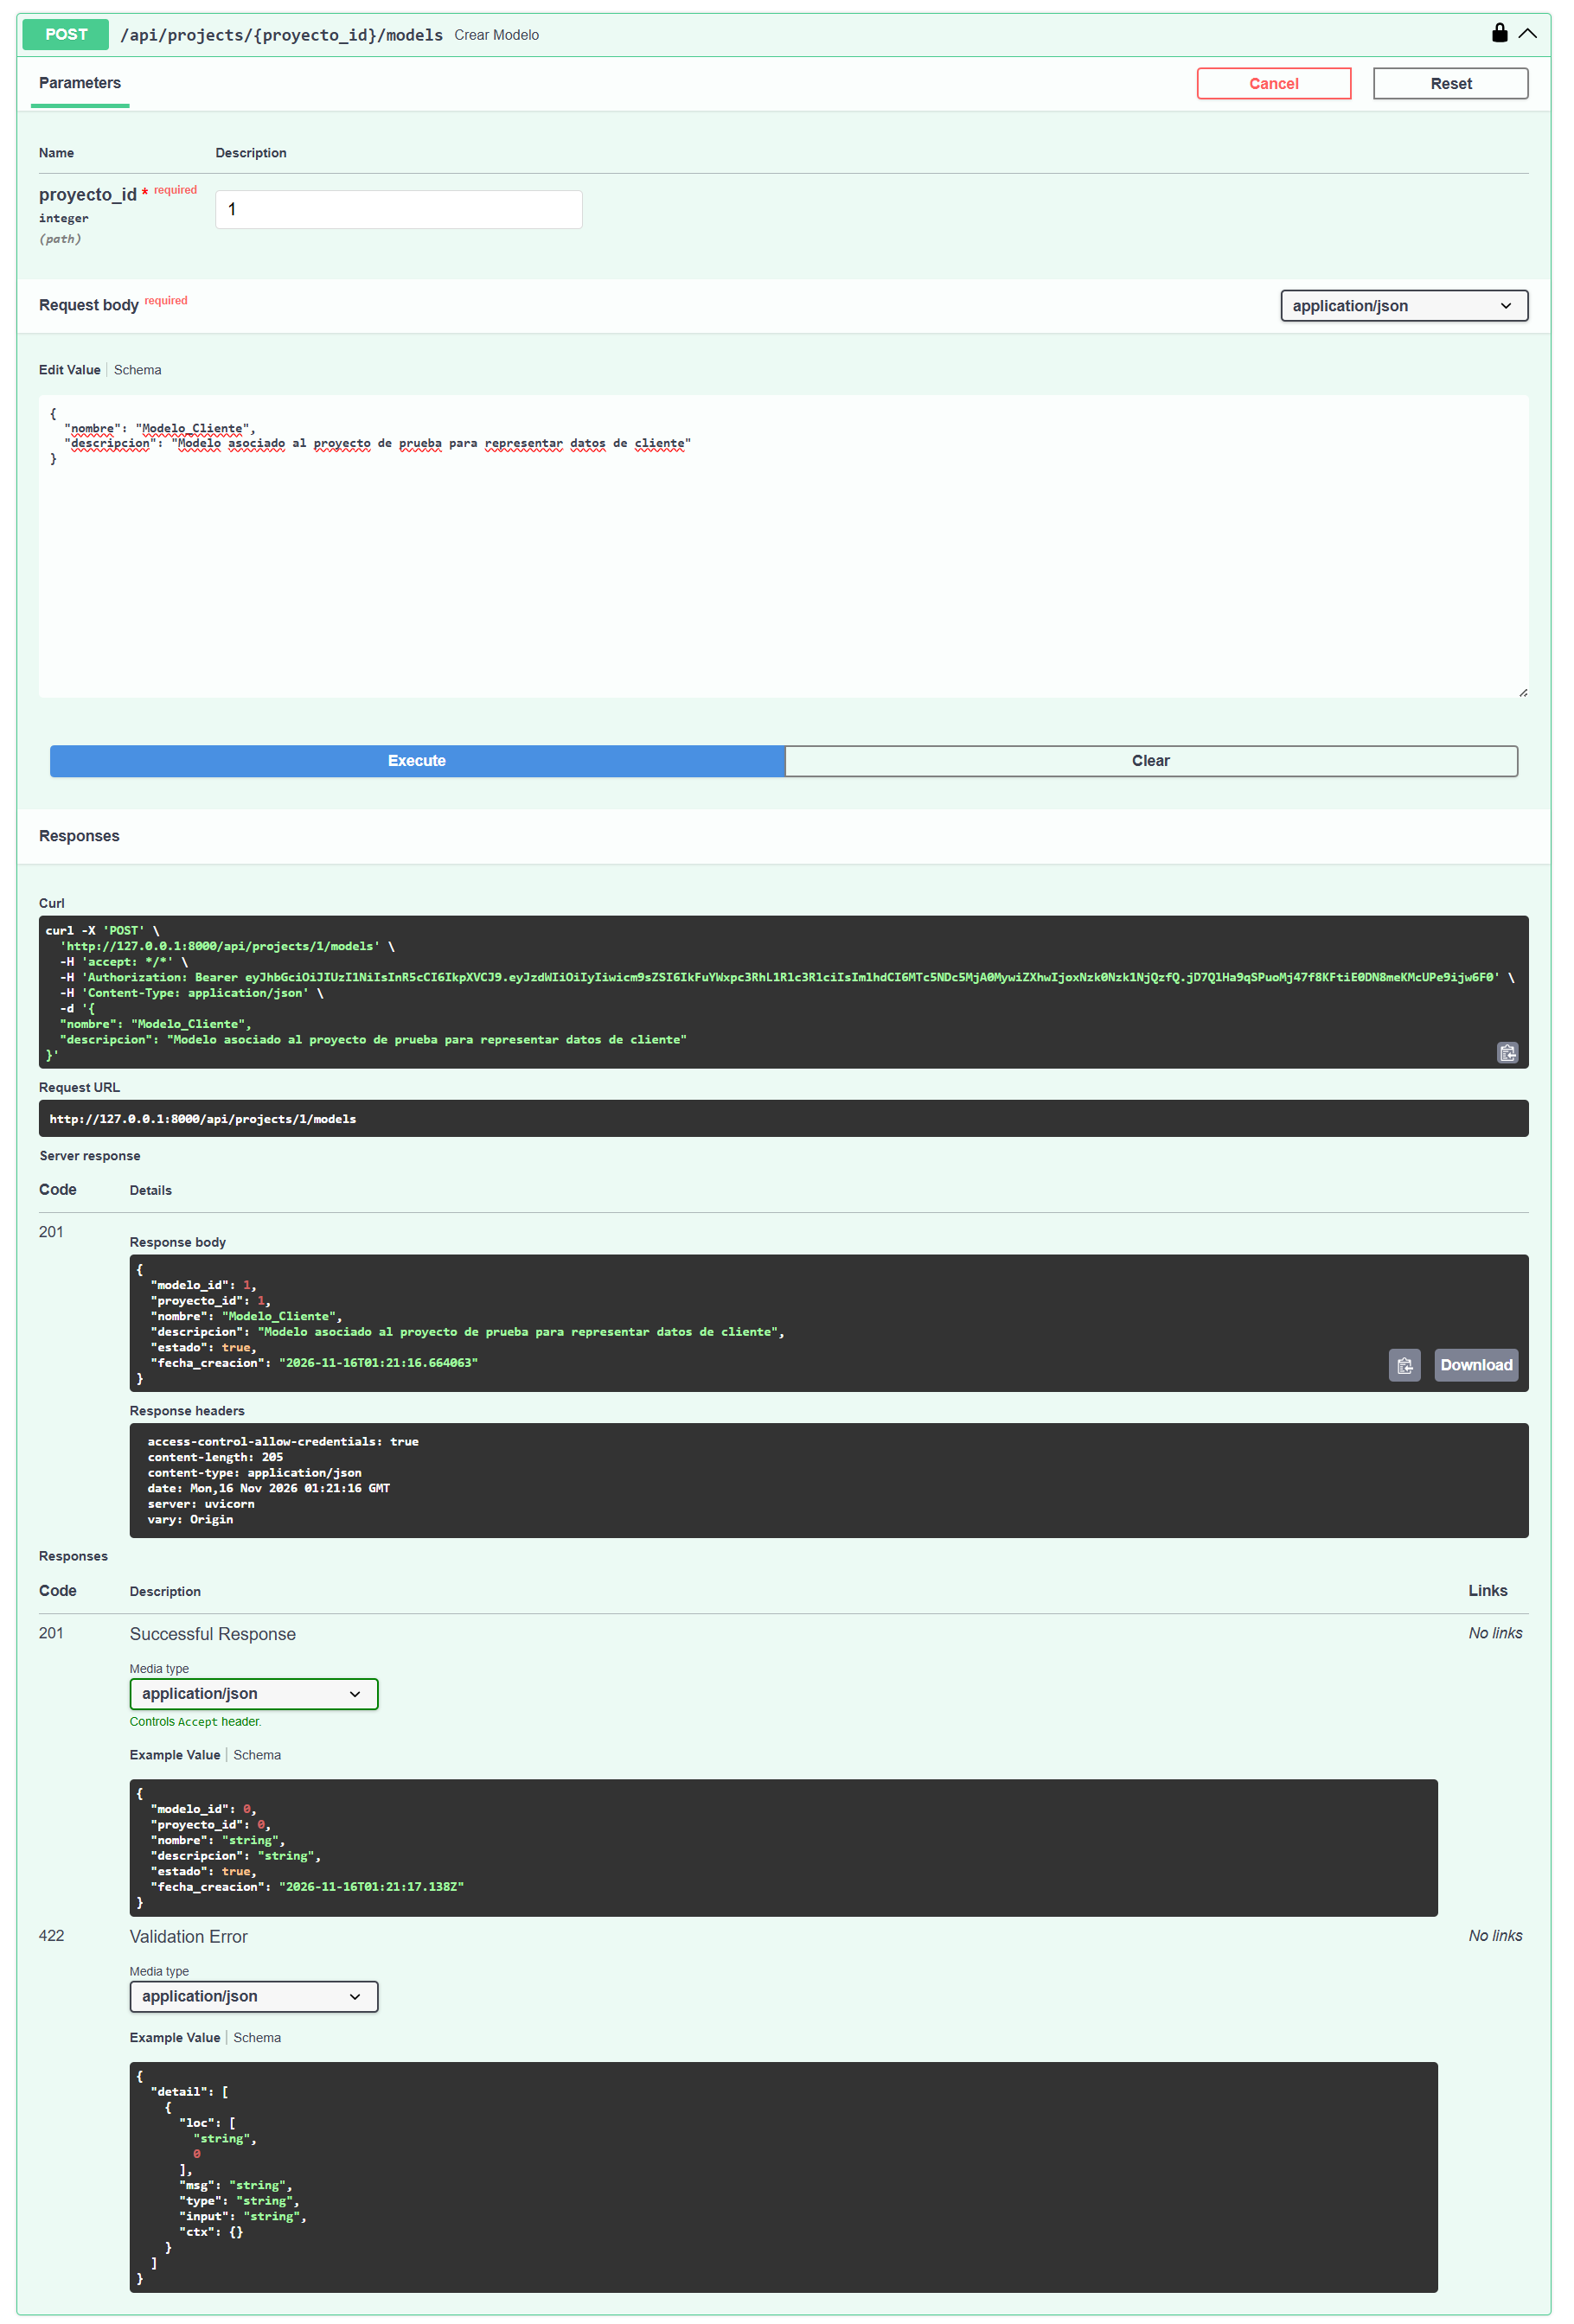 POST /api/projects/{proyecto_id}/models Crear Modelo
Parameters Cancel Reset
Name Description
proyecto_id * required 1
integer
(path)
Request body required application/json
Edit Value Schema
{
  "nombre": "Modelo_Cliente",
  "descripcion": "Modelo asociado al proyecto de prueba para representar datos de cliente"
}
Execute Clear
Responses
Curl
curl -X 'POST' \
  'http://127.0.0.1:8000/api/projects/1/models' \
  -H 'accept: */*' \
  -H 'Authorization: Bearer eyJhbGciOiJIUzI1NiIsInR5cCI6IkpXVCJ9.eyJzdWIiOiIyIiwicm9sZSI6IkFuYWxpc3RhL1Rlc3RlciIsImlhdCI6MTc5NDc5MjA0MywiZXhwIjoxNzk0Nzk1NjQzfQ.jD7QlHa9qSPuoMj47f8KFtiE0DN8meKMcUPe9ijw6F0' \
  -H 'Content-Type: application/json' \
  -d '{
  "nombre": "Modelo_Cliente",
  "descripcion": "Modelo asociado al proyecto de prueba para representar datos de cliente"
}'
Request URL
http://127.0.0.1:8000/api/projects/1/models
Server response
Code Details
201
Response body
{
  "modelo_id": 1,
  "proyecto_id": 1,
  "nombre": "Modelo_Cliente",
  "descripcion": "Modelo asociado al proyecto de prueba para representar datos de cliente",
  "estado": true,
  "fecha_creacion": "2026-11-16T01:21:16.664063"
}
Download
Response headers
access-control-allow-credentials: true
content-length: 205
content-type: application/json
date: Mon,16 Nov 2026 01:21:16 GMT
server: uvicorn
vary: Origin
Responses
Code Description Links
201 Successful Response No links
Media type
application/json
Controls Accept header.
Example Value Schema
{
  "modelo_id": 0,
  "proyecto_id": 0,
  "nombre": "string",
  "descripcion": "string",
  "estado": true,
  "fecha_creacion": "2026-11-16T01:21:17.138Z"
}
422 Validation Error No links
Media type
application/json
Example Value Schema
{
  "detail": [
    {
      "loc": [
        "string",
        0
      ],
      "msg": "string",
      "type": "string",
      "input": "string",
      "ctx": {}
    }
  ]
}